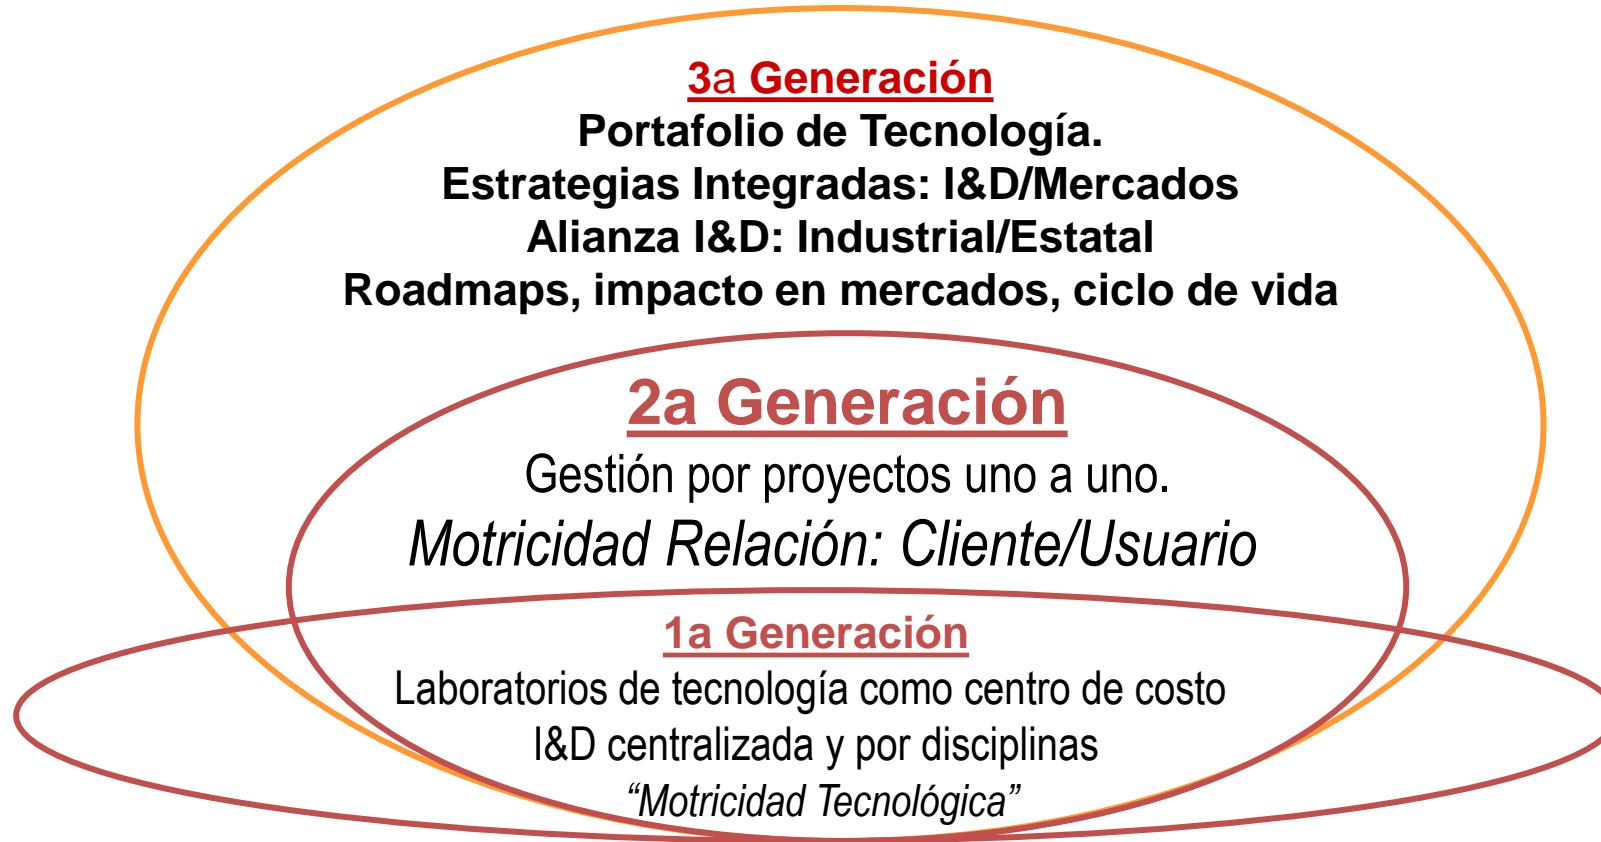 3a Generación
Portafolio de Tecnología.
Estrategias Integradas: I&D/Mercados
Alianza I&D: Industrial/Estatal
Roadmaps, impacto en mercados, ciclo de vida
2a Generación
Gestión por proyectos uno a uno.
Motricidad Relación: Cliente/Usuario
1a Generación
Laboratorios de tecnología como centro de costo
I&D centralizada y por disciplinas
“Motricidad Tecnológica”